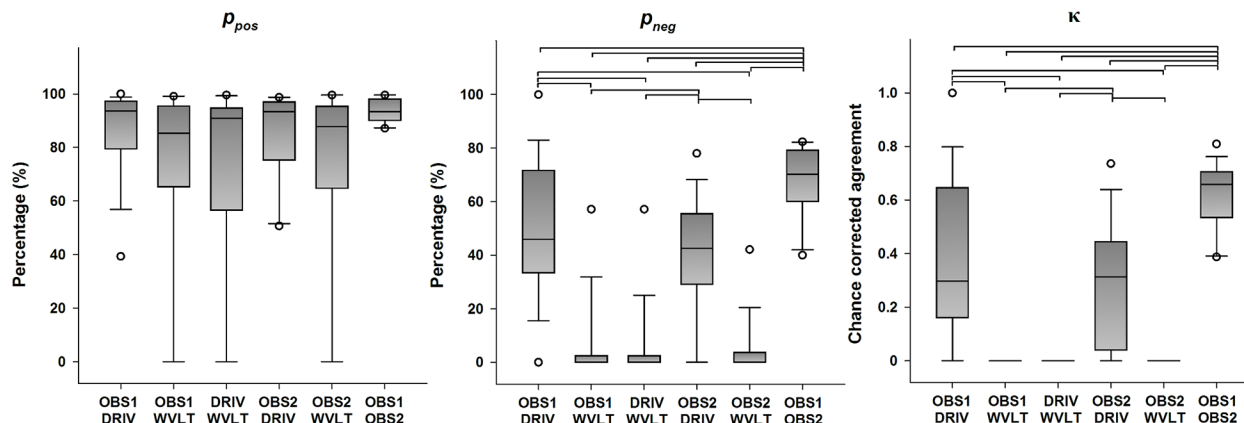 p_pos
Percentage (%)
100
80
60
40
20
0
OBS1 OBS1 DRIV OBS2 OBS2 OBS1
DRIV WVLT WVLT DRIV WVLT OBS2
p_neg
Percentage (%)
100
80
60
40
20
0
OBS1 OBS1 DRIV OBS2 OBS2 OBS1
DRIV WVLT WVLT DRIV WVLT OBS2
κ
Chance corrected agreement
1.0
0.8
0.6
0.4
0.2
0
OBS1 OBS1 DRIV OBS2 OBS2 OBS1
DRIV WVLT WVLT DRIV WVLT OBS2